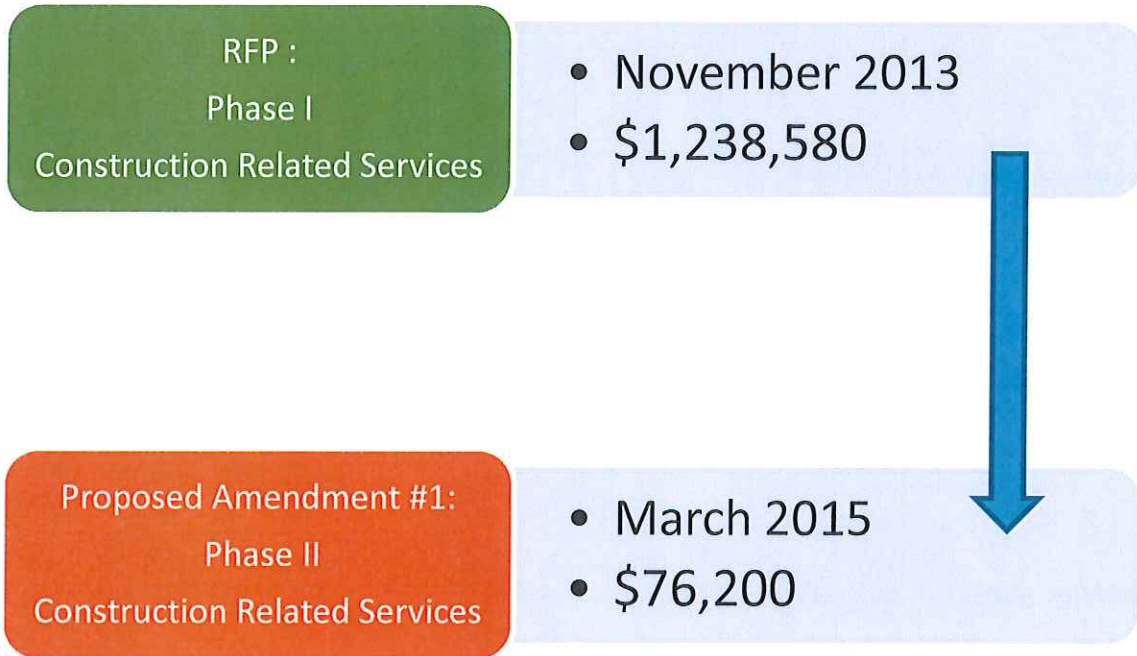 RFP :
Phase I
Construction Related Services
• November 2013
• $1,238,580
Proposed Amendment #1:
Phase II
Construction Related Services
• March 2015
• $76,200